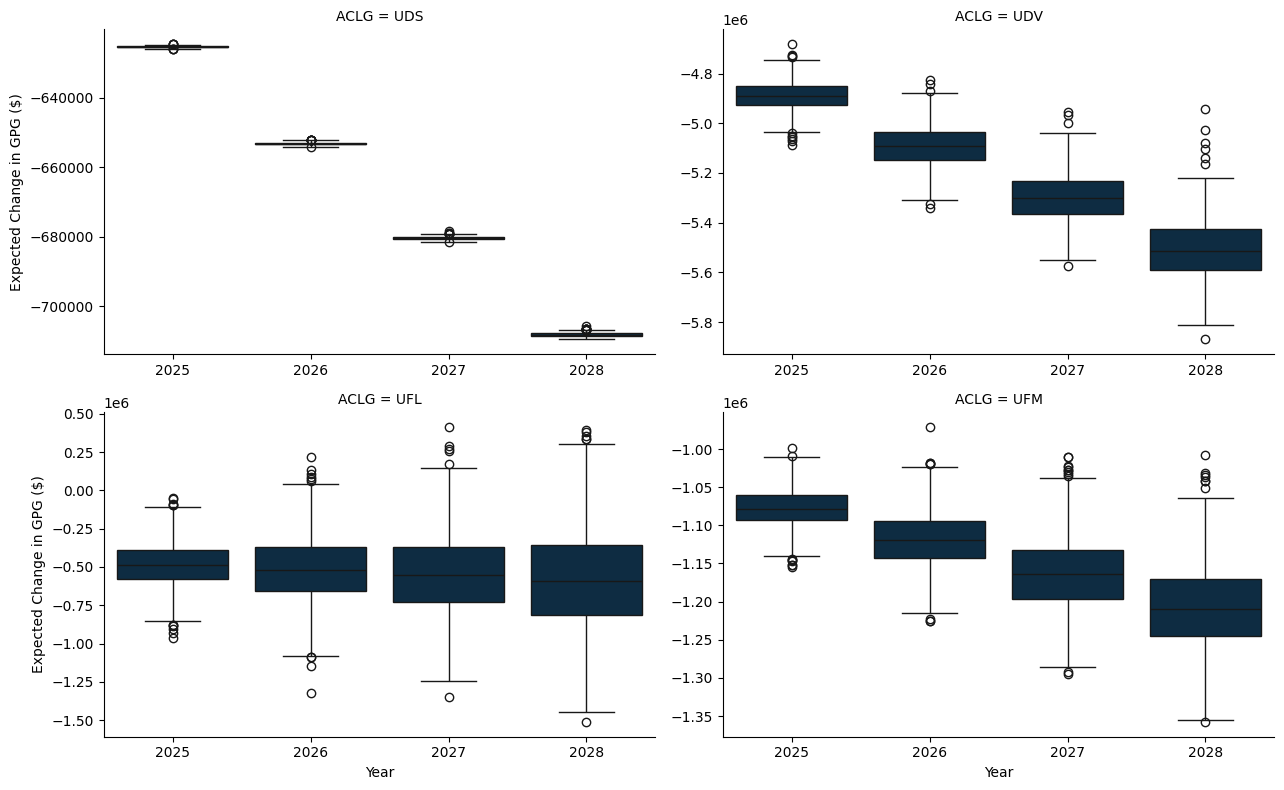 ACLG = UDS
Expected Change in GPG ($)
−640000
−660000
−680000
−700000
2025 2026 2027 2028
ACLG = UDV
1e6
−4.8
−5.0
−5.2
−5.4
−5.6
−5.8
2025 2026 2027 2028
ACLG = UFL
1e6
Expected Change in GPG ($)
0.50
0.25
0.00
−0.25
−0.50
−0.75
−1.00
−1.25
−1.50
2025 2026 2027 2028
Year
ACLG = UFM
1e6
−1.00
−1.05
−1.10
−1.15
−1.20
−1.25
−1.30
−1.35
2025 2026 2027 2028
Year